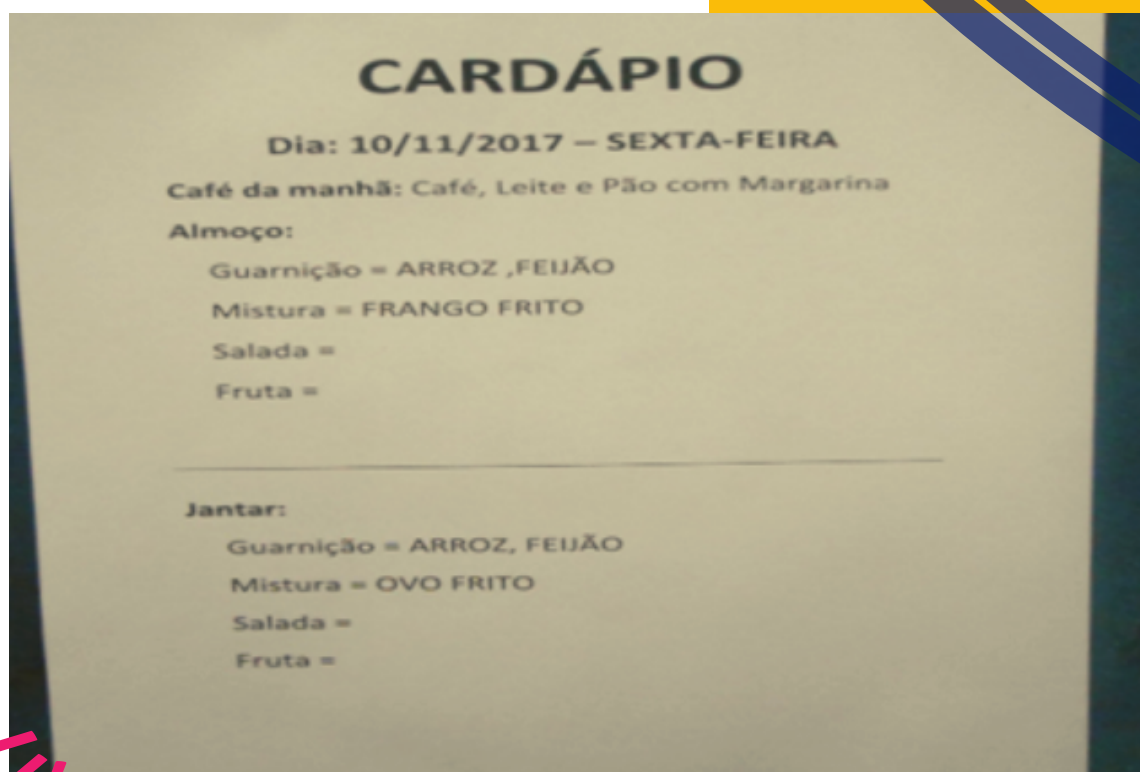 CARDÁPIO
Dia: 10/11/2017 – SEXTA-FEIRA
Café da manhã: Café, Leite e Pão com Margarina
Almoço:
Guarnição = ARROZ ,FEIJÃO
Mistura = FRANGO FRITO
Salada =
Fruta =
Jantar:
Guarnição = ARROZ, FEIJÃO
Mistura = OVO FRITO
Salada =
Fruta =